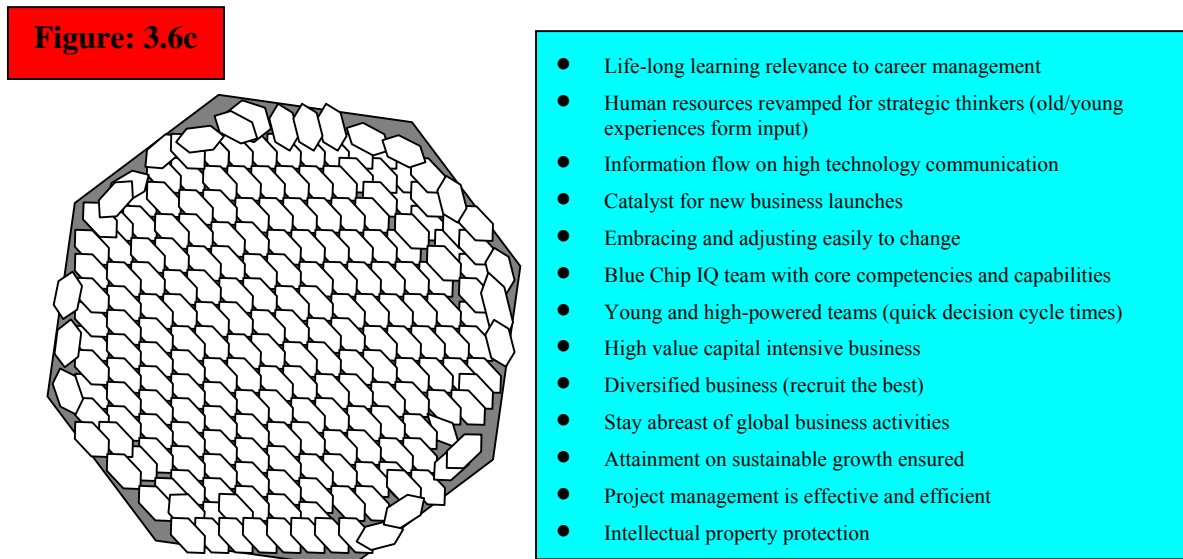 Figure: 3.6c
● Life-long learning relevance to career management
● Human resources revamped for strategic thinkers (old/young
experiences form input)
● Information flow on high technology communication
● Catalyst for new business launches
● Embracing and adjusting easily to change
● Blue Chip IQ team with core competencies and capabilities
● Young and high-powered teams (quick decision cycle times)
● High value capital intensive business
● Diversified business (recruit the best)
● Stay abreast of global business activities
● Attainment on sustainable growth ensured
● Project management is effective and efficient
● Intellectual property protection